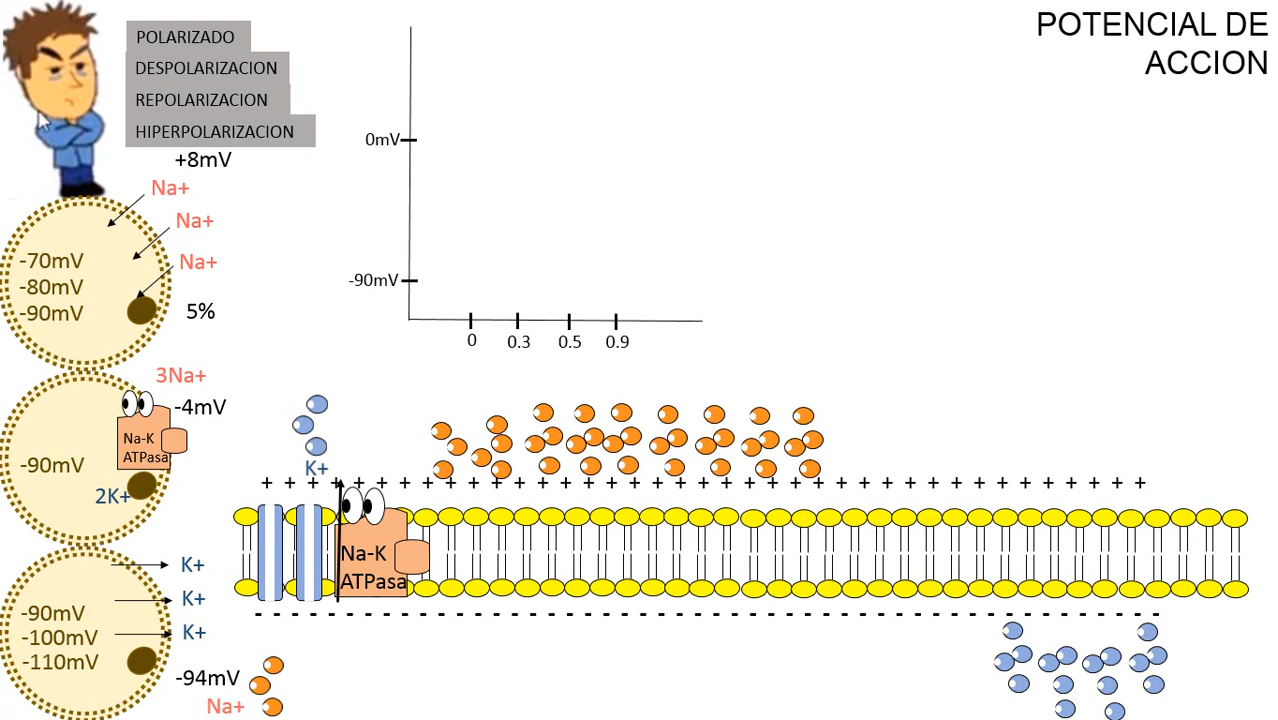 POTENCIAL DE
ACCION
POLARIZADO
DESPOLARIZACION
REPOLARIZACION
HIPERPOLARIZACION
+8mV
Na+
Na+
Na+
-70mV
-80mV
-90mV
5%
0mV
-90mV
0 0.3 0.5 0.9
3Na+
-4mV
Na-K
ATPasa
-90mV
2K+
K+
+ + + + + + + + + + + + + + + + + + + + + + + + + + + + + + + + + + + + + + +
Na-K
ATPasa
- - - - - - - - - - - - - - - - - - - - - - - - - - - - - - - - - - - - - - -
K+
K+
K+
-90mV
-100mV
-110mV
-94mV
Na+